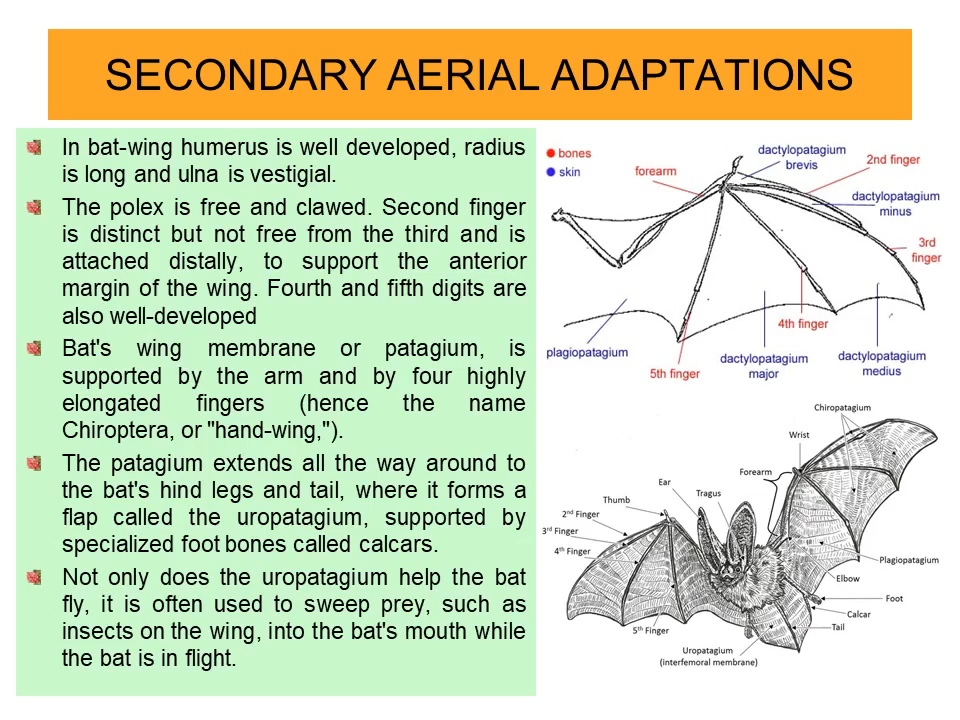 SECONDARY AERIAL ADAPTATIONS
In bat-wing humerus is well developed, radius
is long and ulna is vestigial.
The polex is free and clawed. Second finger
is distinct but not free from the third and is
attached distally, to support the anterior
margin of the wing. Fourth and fifth digits are
also well-developed
Bat's wing membrane or patagium, is
supported by the arm and by four highly
elongated fingers (hence the name
Chiroptera, or "hand-wing,").
The patagium extends all the way around to
the bat's hind legs and tail, where it forms a
flap called the uropatagium, supported by
specialized foot bones called calcars.
Not only does the uropatagium help the bat
fly, it is often used to sweep prey, such as
insects on the wing, into the bat's mouth while
the bat is in flight.
bones
skin
forearm
dactylopatagium
brevis
2nd finger
dactylopatagium
minus
3rd
finger
4th finger
plagiopatagium
5th finger
dactylopatagium
major
dactylopatagium
medius
Chiropatagium
Wrist
Forearm
Ear
Tragus
Thumb
2nd Finger
3rd Finger
4th Finger
Plagiopatagium
Elbow
Foot
Calcar
Tail
5th Finger
Uropatagium
(interfemoral membrane)